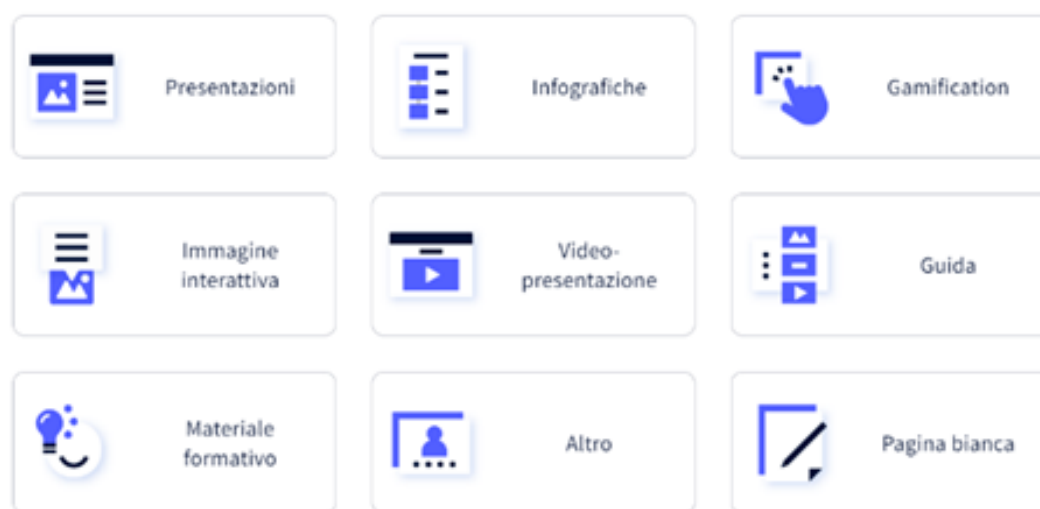 Presentazioni
Infografiche
Gamification
Immagine
interattiva
Video-
presentazione
Guida
Materiale
formativo
Altro
Pagina bianca